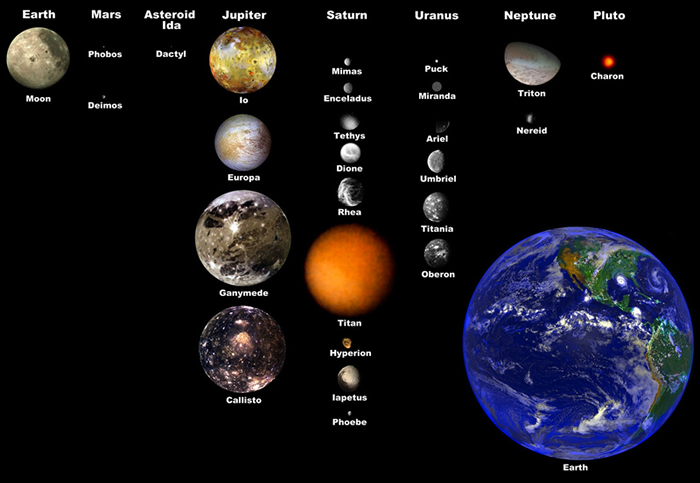 Earth
Mars
Asteroid
Ida
Jupiter
Saturn
Uranus
Neptune
Pluto
Moon
Phobos
Deimos
Dactyl
Io
Europa
Ganymede
Callisto
Mimas
Enceladus
Tethys
Dione
Rhea
Titan
Hyperion
Iapetus
Phoebe
Puck
Miranda
Ariel
Umbriel
Titania
Oberon
Triton
Nereid
Charon
Earth